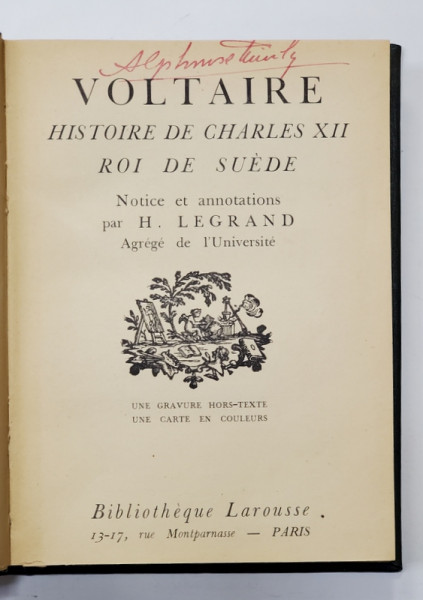 Alphonse
VOLTAIRE
HISTOIRE DE CHARLES XII
ROI DE SUÈDE
Notice et annotations
par H. LEGRAND
Agrégé de l'Université
UNE GRAVURE HORS-TEXTE
UNE CARTE EN COULEURS
Bibliothèque Larousse.
13-17, rue Montparnasse — PARIS